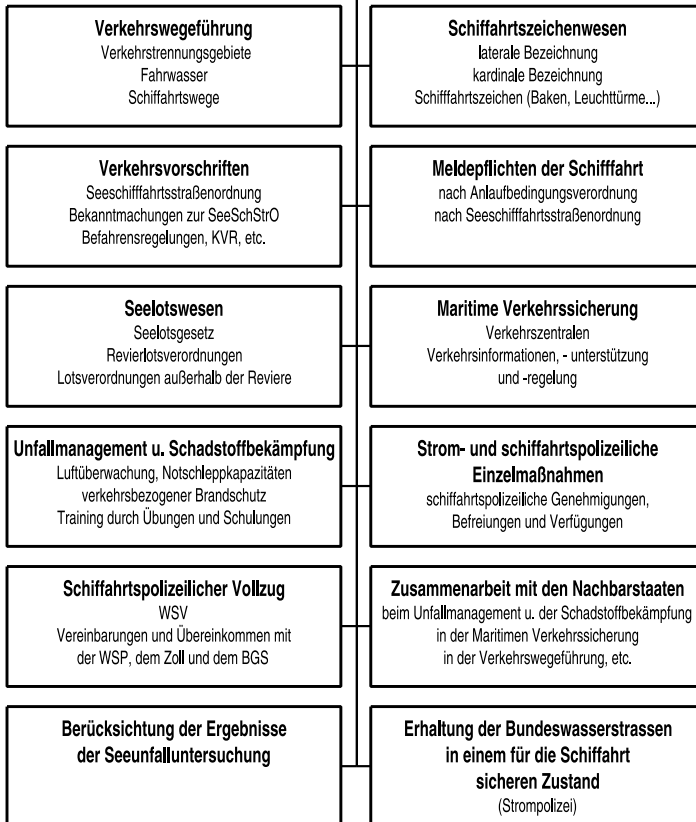 Verkehrswegeführung
Verkehrstrennungsgebiete
Fahrwasser
Schiffahrtswege
Schiffahrtszeichenwesen
laterale Bezeichnung
kardinale Bezeichnung
Schifffahrtszeichen (Baken, Leuchttürme...)
Verkehrsvorschriften
Seeschifffahrtsstraßenordnung
Bekanntmachungen zur SeeSchStrO
Befahrensregelungen, KVR, etc.
Meldepflichten der Schifffahrt
nach Anlaufbedingungsverordnung
nach Seeschifffahrtsstraßenordnung
Seelotswesen
Seelotsgesetz
Revierlotsverordnungen
Lotsverordnungen außerhalb der Reviere
Maritime Verkehrssicherung
Verkehrszentralen
Verkehrsinformationen, - unterstützung
und -regelung
Unfallmanagement u. Schadstoffbekämpfung
Luftüberwachung, Notschleppkapazitäten
verkehrsbezogener Brandschutz
Training durch Übungen und Schulungen
Strom- und schiffahrtspolizeiliche
Einzelmaßnahmen
schiffahrtspolizeiliche Genehmigungen,
Befreiungen und Verfügungen
Schiffahrtspolizeilicher Vollzug
WSV
Vereinbarungen und Übereinkommen mit
der WSP, dem Zoll und dem BGS
Zusammenarbeit mit den Nachbarstaaten
beim Unfallmanagement u. der Schadstoffbekämpfung
in der Maritimen Verkehrssicherung
in der Verkehrswegeführung, etc.
Berücksichtung der Ergebnisse
der Seeunfalluntersuchung
Erhaltung der Bundeswasserstrassen
in einem für die Schiffahrt
sicheren Zustand
(Strompolizei)